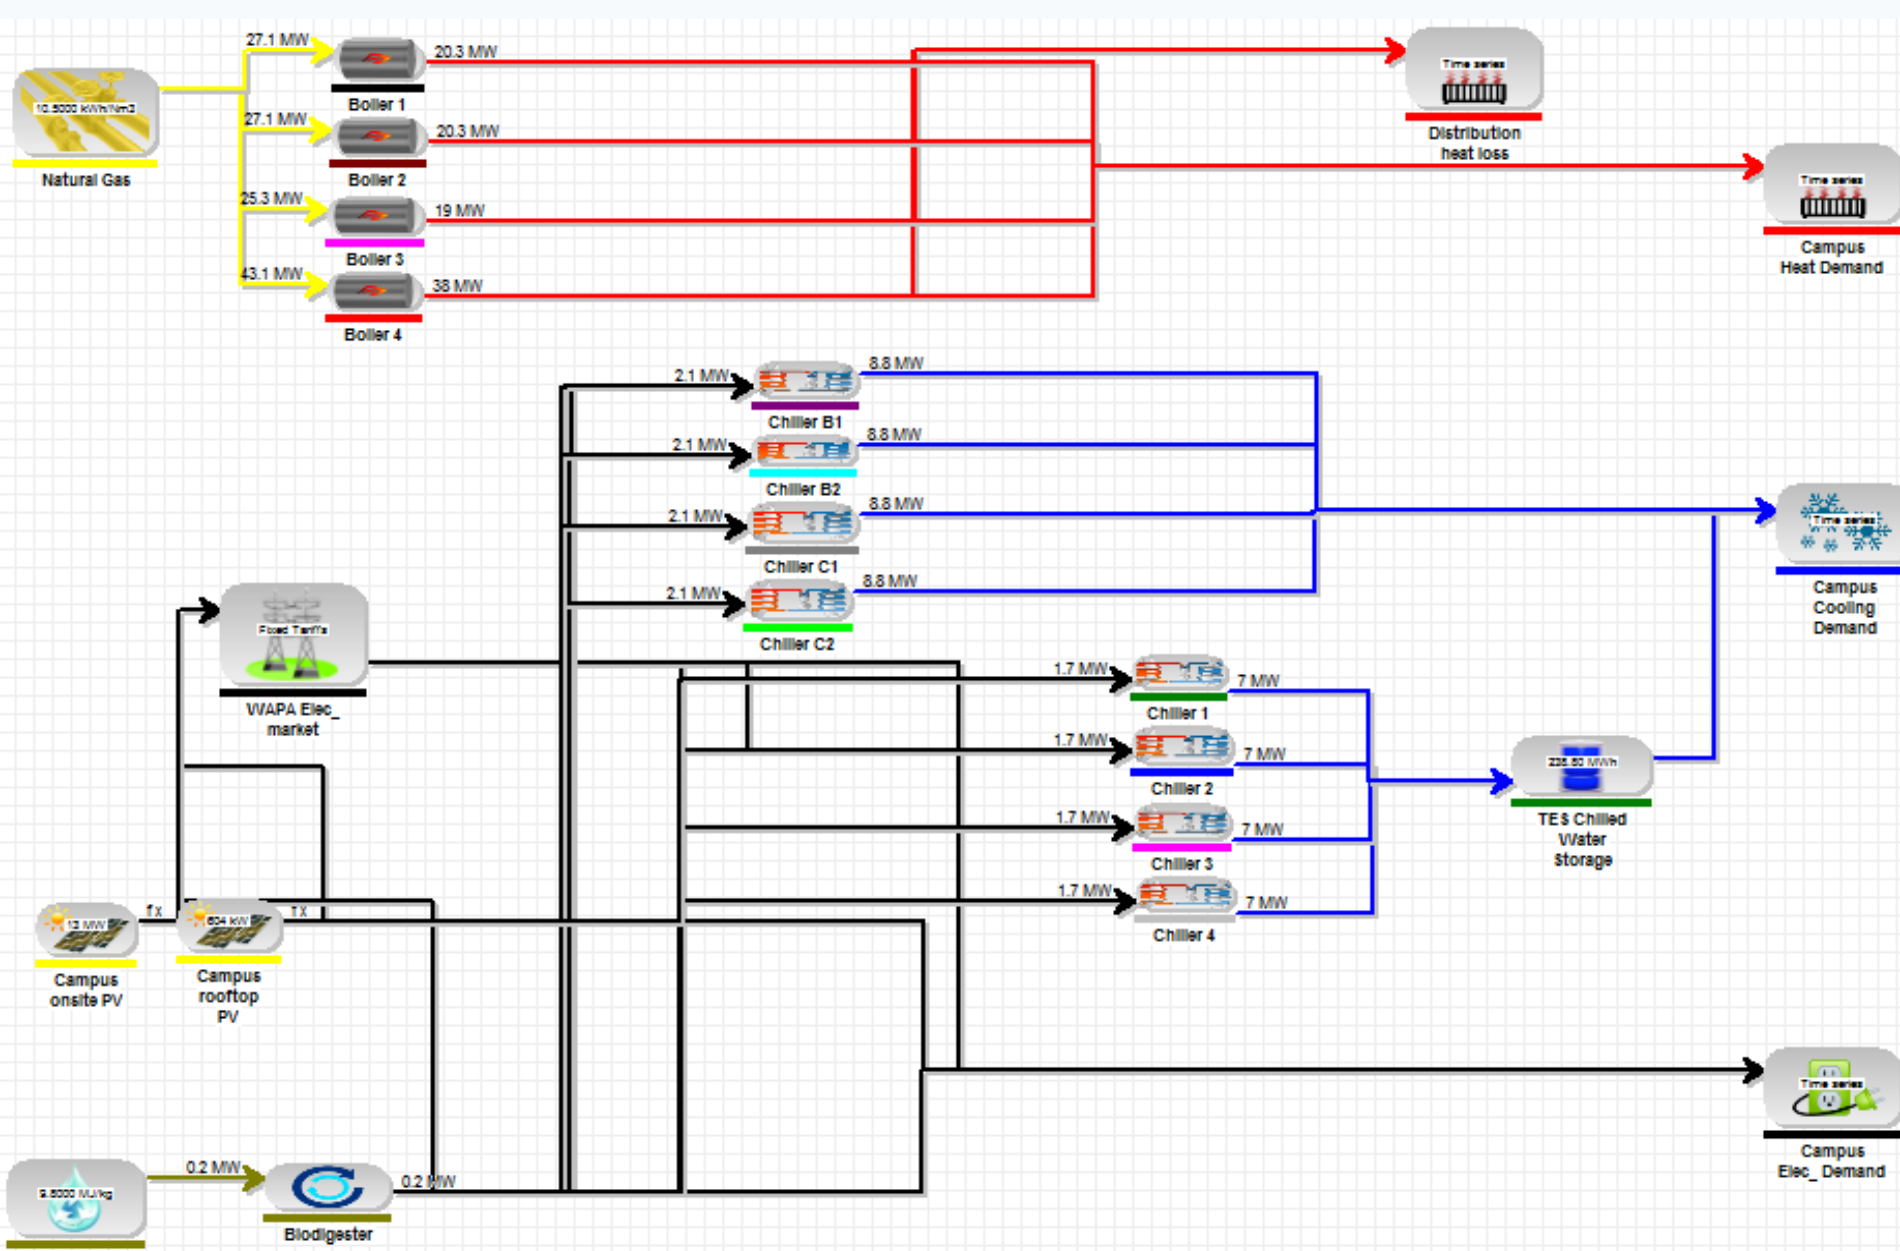 27.1 MW
20.3 MW
10.5000 kWh/Nm3
Natural Gas
Boiler 1
27.1 MW
20.3 MW
Boiler 2
25.3 MW
19 MW
Boiler 3
43.1 MW
38 MW
Boiler 4
Time series
Distribution
heat loss
Time series
Campus
Heat Demand
2.1 MW
8.8 MW
Chiller B1
2.1 MW
8.8 MW
Chiller B2
2.1 MW
8.8 MW
Chiller C1
2.1 MW
8.8 MW
Chiller C2
Time series
Campus
Cooling
Demand
Fixed Tariffs
WAPA Elec_
market
1.7 MW
7 MW
Chiller 1
1.7 MW
7 MW
Chiller 2
1.7 MW
7 MW
Chiller 3
1.7 MW
7 MW
Chiller 4
MWh
TES Chilled
Water
Storage
fx
fx
MW
kW
Campus
onsite PV
Campus
rooftop
PV
Time series
Campus
Elec_ Demand
0.2 MW
0.2 MW
MJ/kg
Biodigester